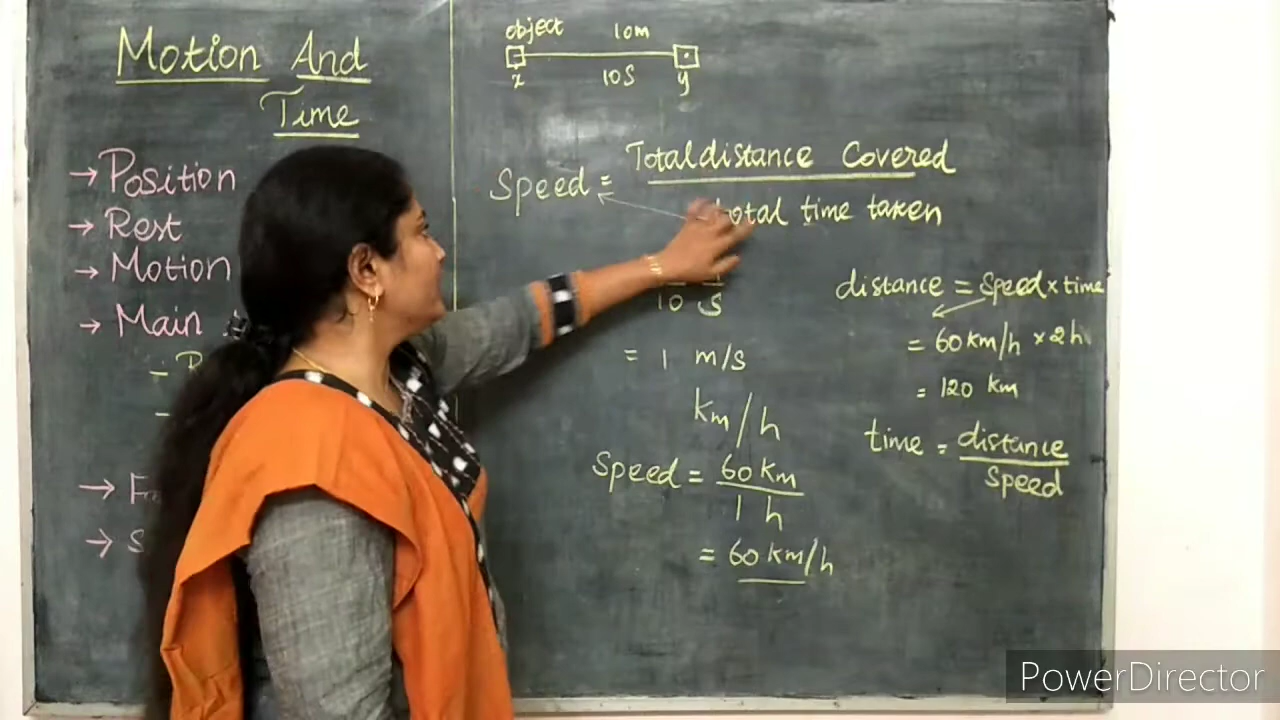 Motion And
Time
→ Position
→ Rest
→ Motion
→ Main
object 10m
x 10S y
Speed = Total distance Covered
total time taken
10 S
= 1 m/s
km/h
Speed = 60 km
1 h
= 60 km/h
distance = Speed × time
= 60 km/h × 2 h
= 120 km
time = distance
Speed
PowerDirector